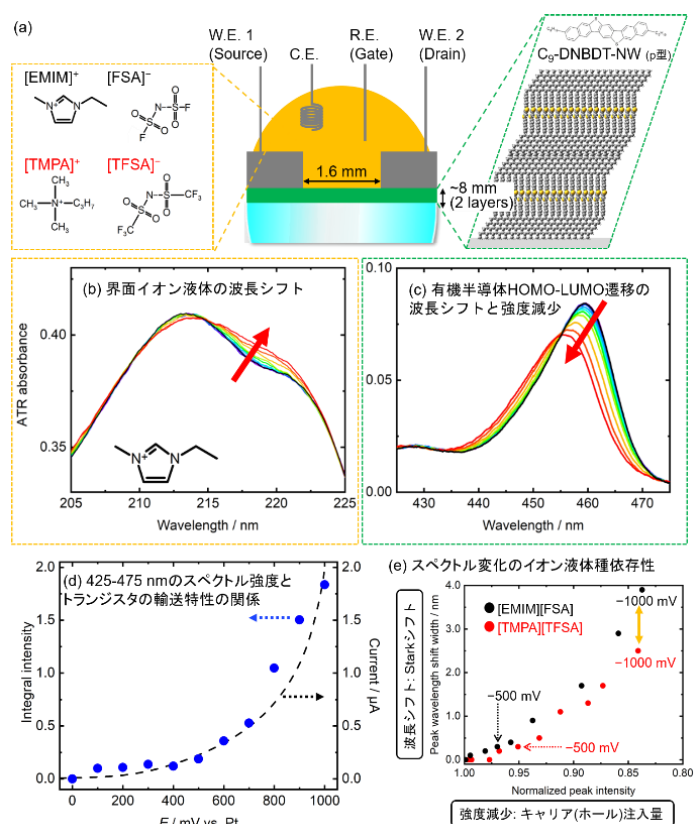 (a)
W.E. 1
(Source)
C.E.
R.E.
(Gate)
W.E. 2
(Drain)
C₉-DNBDT-NW (p型)
[EMIM]⁺ [FSA]⁻
[TMPA]⁺ [TFSA]⁻
1.6 mm
~8 mm
(2 layers)
(b) 界面イオン液体の波長シフト
ATR absorbance
0.40
0.35
205 210 215 220 225
Wavelength / nm
(c) 有機半導体HOMO-LUMO遷移の
波長シフトと強度減少
0.10
0.05
0.00
430 440 450 460 470
Wavelength / nm
(d) 425-475 nmのスペクトル強度と
トランジスタの輸送特性の関係
Integral intensity
2.0
1.5
1.0
0.5
0.0
Current / μA
2.0
1.5
1.0
0.5
0.0
0 200 400 600 800 1000
E / mV vs. Pt
(e) スペクトル変化のイオン液体種依存性
波長シフト: Starkシフト
Peak wavelength shift width / nm
4.0
3.0
2.0
1.0
0.0
[EMIM][FSA]
[TMPA][TFSA]
−1000 mV
−1000 mV
−500 mV
−500 mV
1.00 0.95 0.90 0.85 0.80
Normalized peak intensity
強度減少: キャリア(ホール)注入量